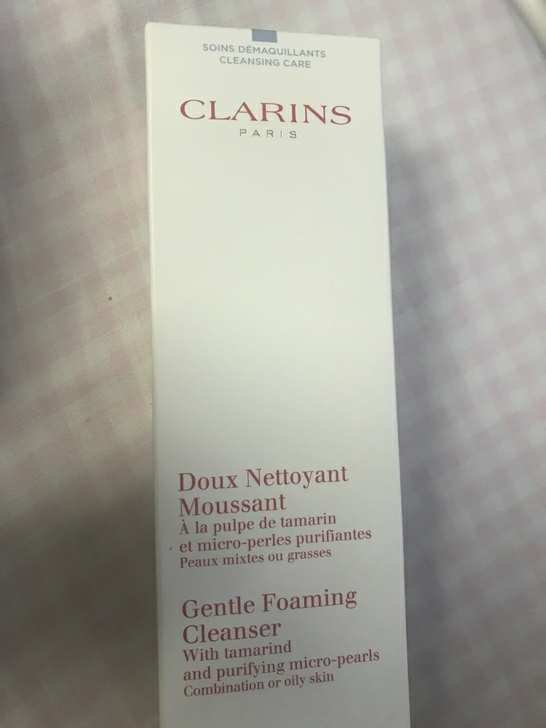 SOINS DÉMAQUILLANTS
CLEANSING CARE
CLARINS
PARIS
Doux Nettoyant
Moussant
À la pulpe de tamarin
et micro-perles purifiantes
Peaux mixtes ou grasses
Gentle Foaming
Cleanser
With tamarind
and purifying micro-pearls
Combination or oily skin